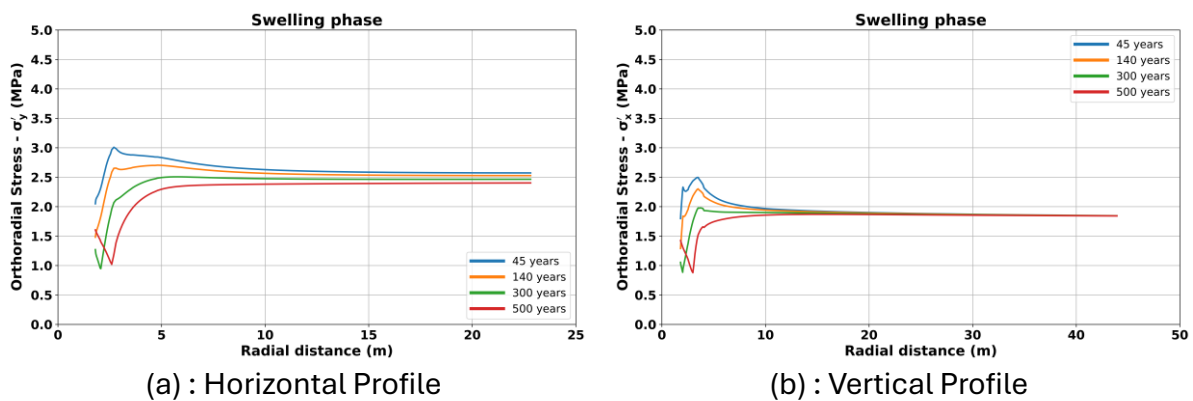 Swelling phase
5.0
4.5
4.0
3.5
3.0
2.5
2.0
1.5
1.0
0.5
0.0
Orthoradial Stress - σ′y (MPa)
45 years
140 years
300 years
500 years
0 5 10 15 20 25
Radial distance (m)
(a) : Horizontal Profile
Swelling phase
5.0
4.5
4.0
3.5
3.0
2.5
2.0
1.5
1.0
0.5
0.0
Orthoradial Stress - σ′x (MPa)
45 years
140 years
300 years
500 years
0 10 20 30 40 50
Radial distance (m)
(b) : Vertical Profile